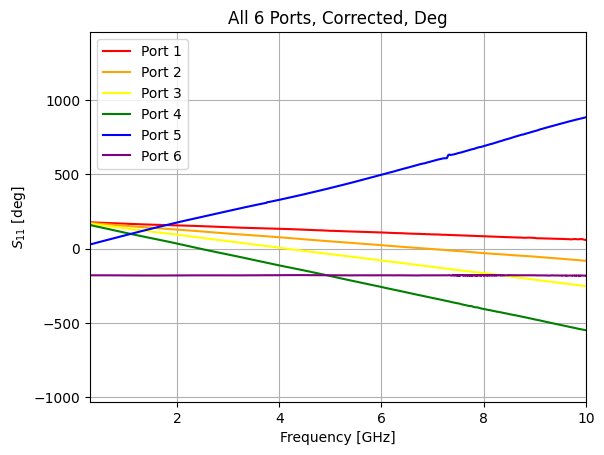 All 6 Ports, Corrected, Deg
Port 1
Port 2
Port 3
Port 4
Port 5
Port 6
1000
500
0
−500
−1000
S₁₁ [deg]
2 4 6 8 10
Frequency [GHz]